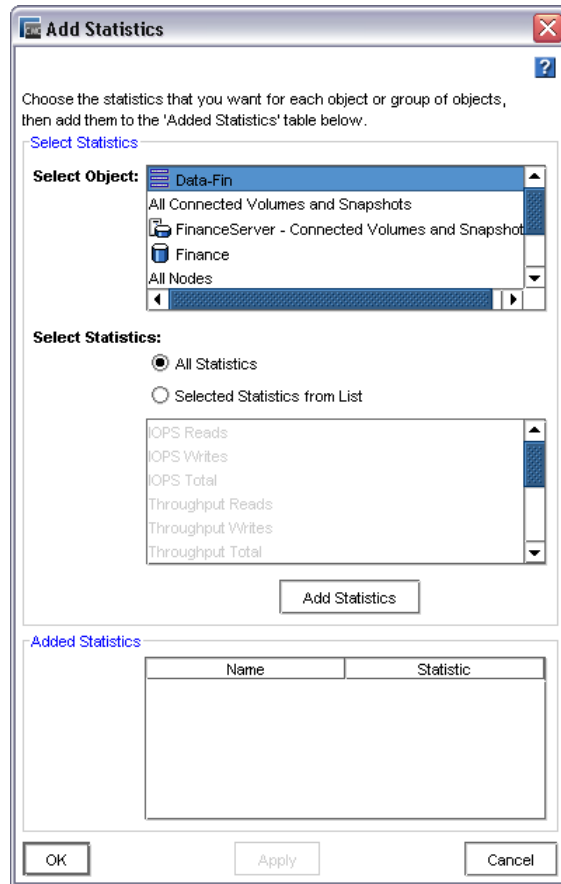 Add Statistics
?
Choose the statistics that you want for each object or group of objects,
then add them to the 'Added Statistics' table below.
Select Statistics
Select Object:
Data-Fin
All Connected Volumes and Snapshots
FinanceServer - Connected Volumes and Snapshot
Finance
All Nodes
Select Statistics:
All Statistics
Selected Statistics from List
IOPS Reads
IOPS Writes
IOPS Total
Throughput Reads
Throughput Writes
Throughput Total
Add Statistics
Added Statistics
Name Statistic
OK Apply Cancel